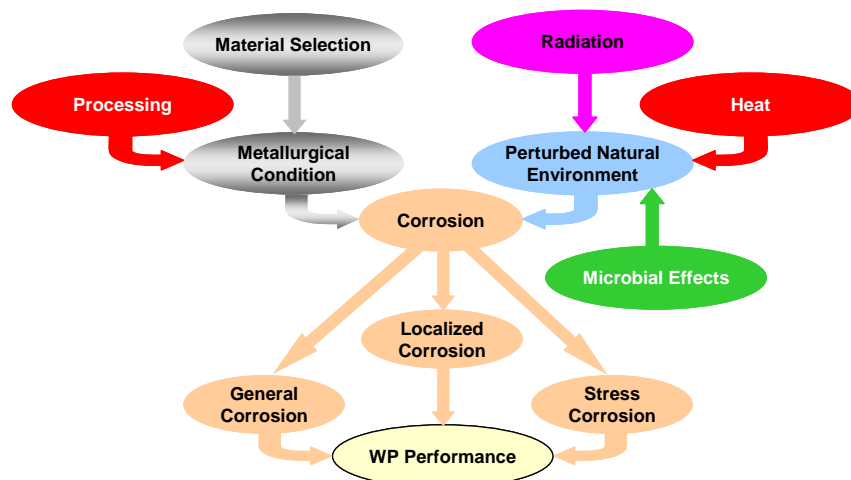 Material Selection
Radiation
Processing
Heat
Metallurgical
Condition
Perturbed Natural
Environment
Corrosion
Microbial Effects
Localized
Corrosion
General
Corrosion
Stress
Corrosion
WP Performance